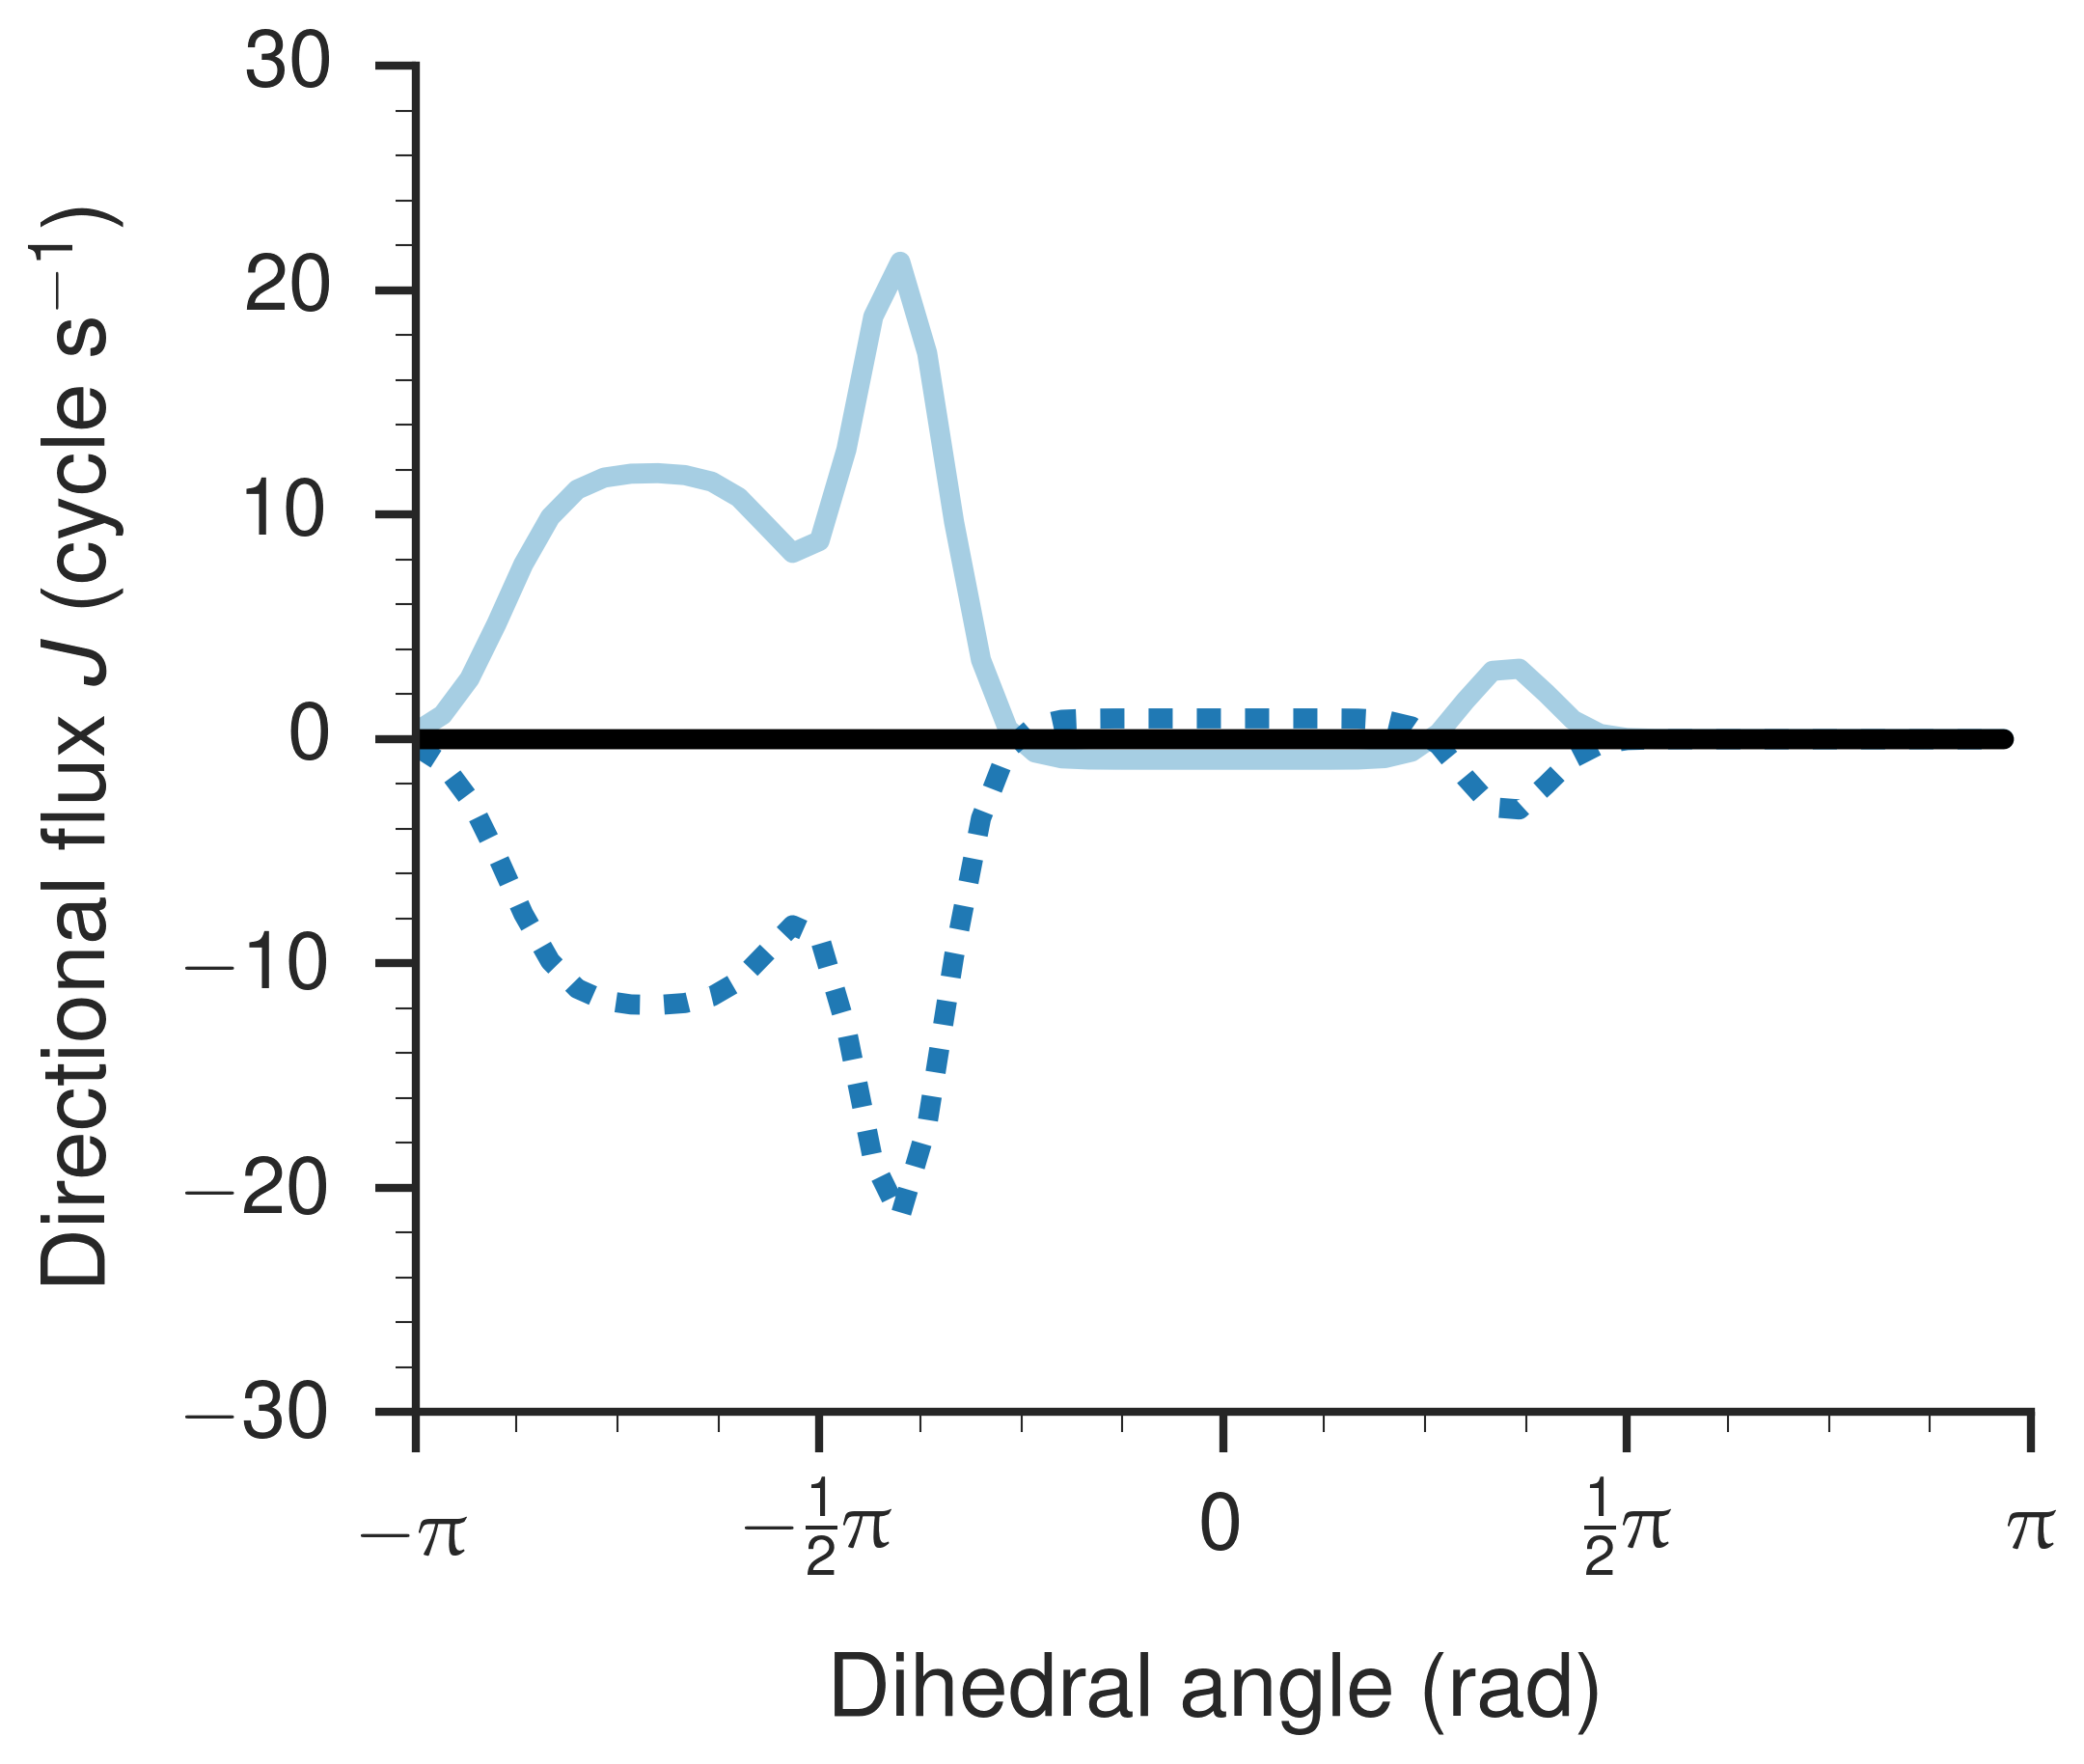 Directional flux J (cycle s⁻¹)
30
20
10
0
−10
−20
−30
−π
−½π
0
½π
π
Dihedral angle (rad)